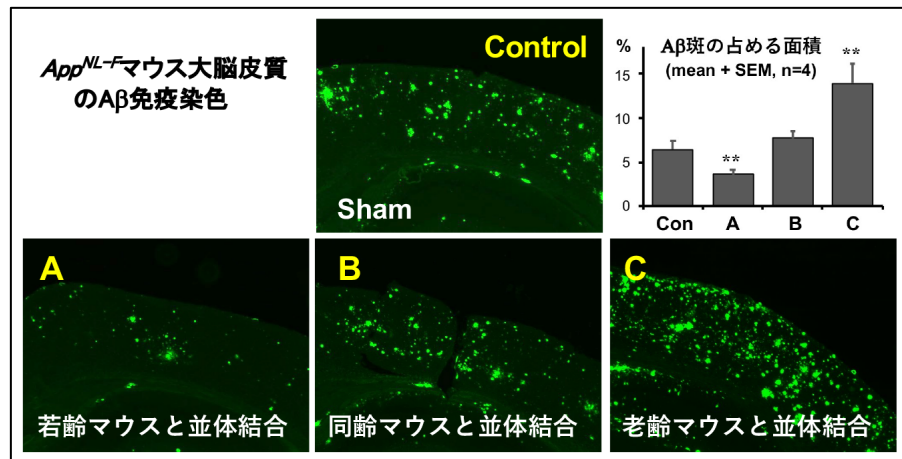 App^NL-Fマウス大脳皮質
のAβ免疫染色
Control
Sham
Aβ斑の占める面積
(mean + SEM, n=4)
%
15
10
5
0
**
**
Con A B C
A
若齢マウスと並体結合
B
同齢マウスと並体結合
C
老齢マウスと並体結合